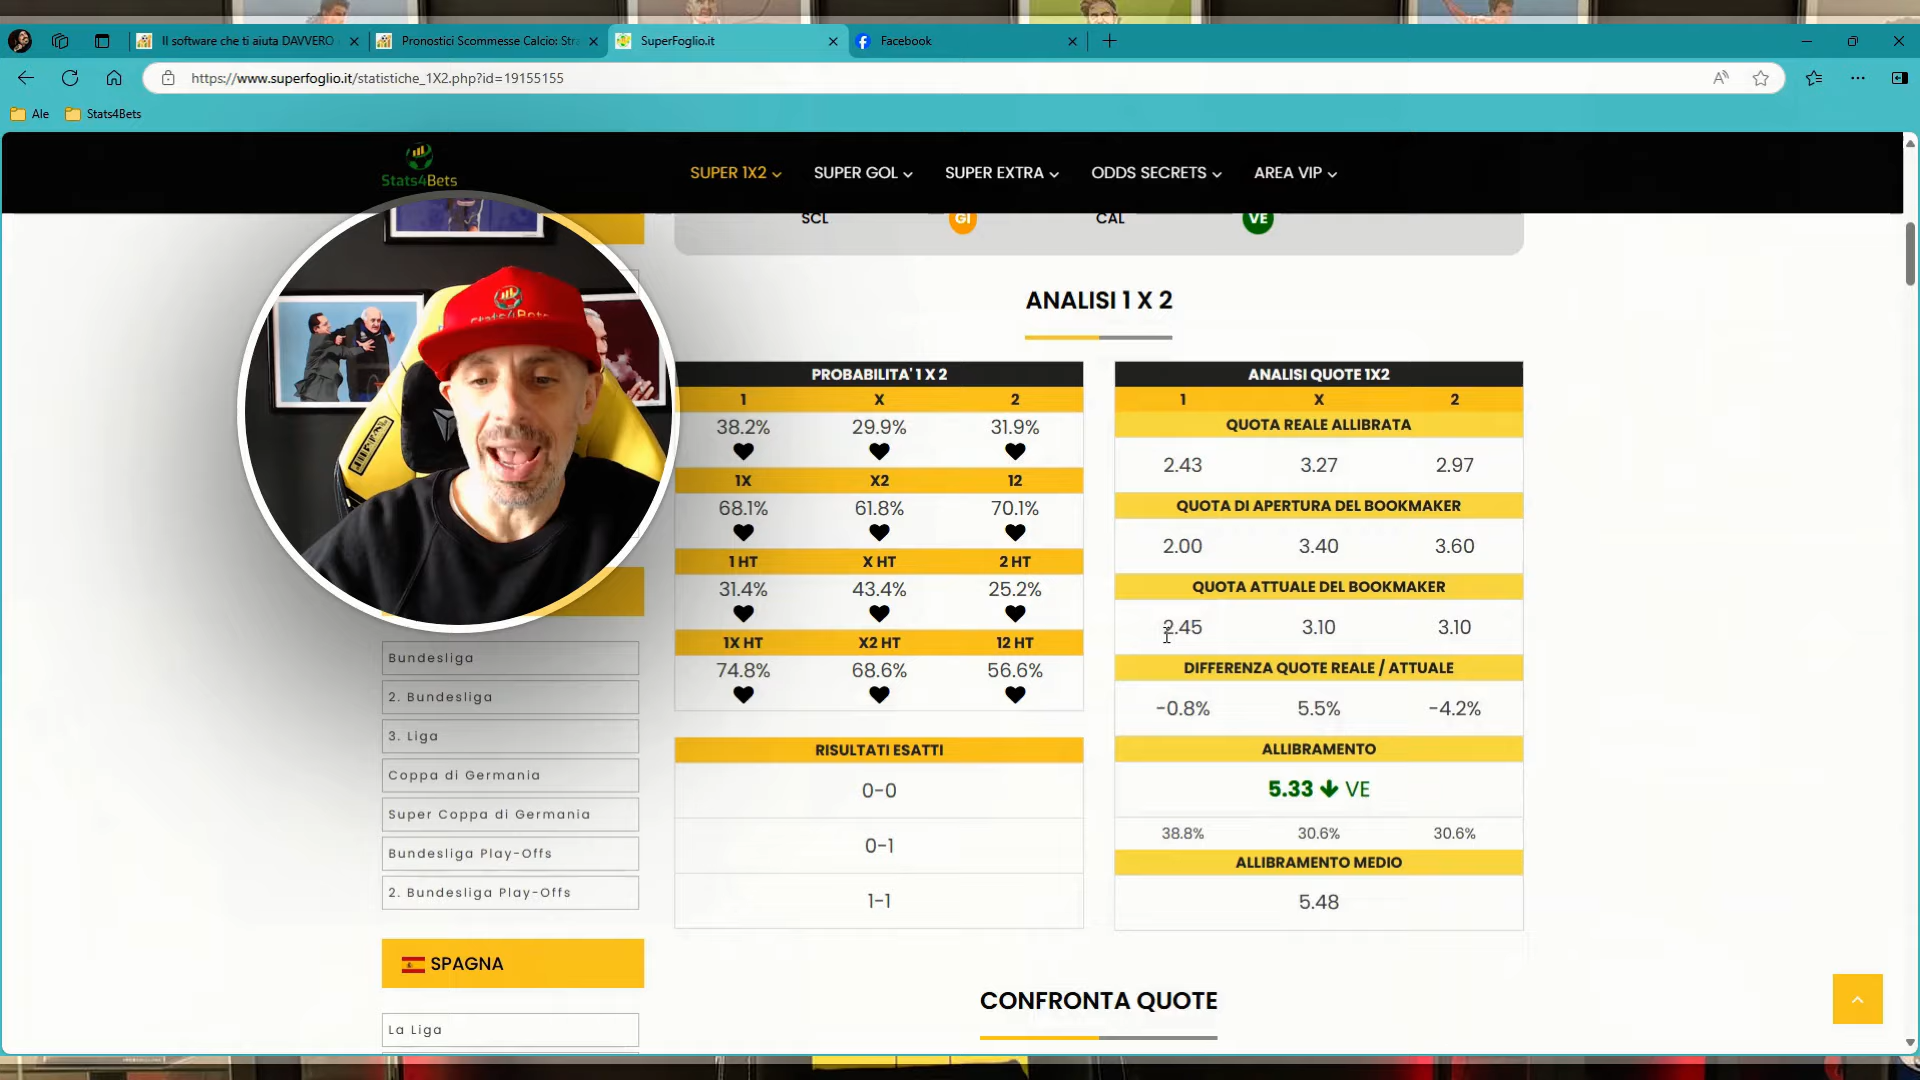 Il software che ti aiuta DAVVERO
Pronostici Scommesse Calcio: Stra
SuperFoglio.it
Facebook
https://www.superfoglio.it/statistiche_1X2.php?id=19155155
Ale
Stats4Bets
Stats4Bets
SUPER 1X2
SUPER GOL
SUPER EXTRA
ODDS SECRETS
AREA VIP
SCL
GI
CAL
VE
ANALISI 1 X 2
PROBABILITA' 1 X 2
1 X 2
38.2% 29.9% 31.9%
1X X2 12
68.1% 61.8% 70.1%
1 HT X HT 2 HT
31.4% 43.4% 25.2%
1X HT X2 HT 12 HT
74.8% 68.6% 56.6%
RISULTATI ESATTI
0-0
0-1
1-1
ANALISI QUOTE 1X2
1 X 2
QUOTA REALE ALLIBRATA
2.43 3.27 2.97
QUOTA DI APERTURA DEL BOOKMAKER
2.00 3.40 3.60
QUOTA ATTUALE DEL BOOKMAKER
2.45 3.10 3.10
DIFFERENZA QUOTE REALE / ATTUALE
-0.8% 5.5% -4.2%
ALLIBRAMENTO
5.33 VE
38.8% 30.6% 30.6%
ALLIBRAMENTO MEDIO
5.48
Bundesliga
2. Bundesliga
3. Liga
Coppa di Germania
Super Coppa di Germania
Bundesliga Play-Offs
2. Bundesliga Play-Offs
SPAGNA
La Liga
CONFRONTA QUOTE